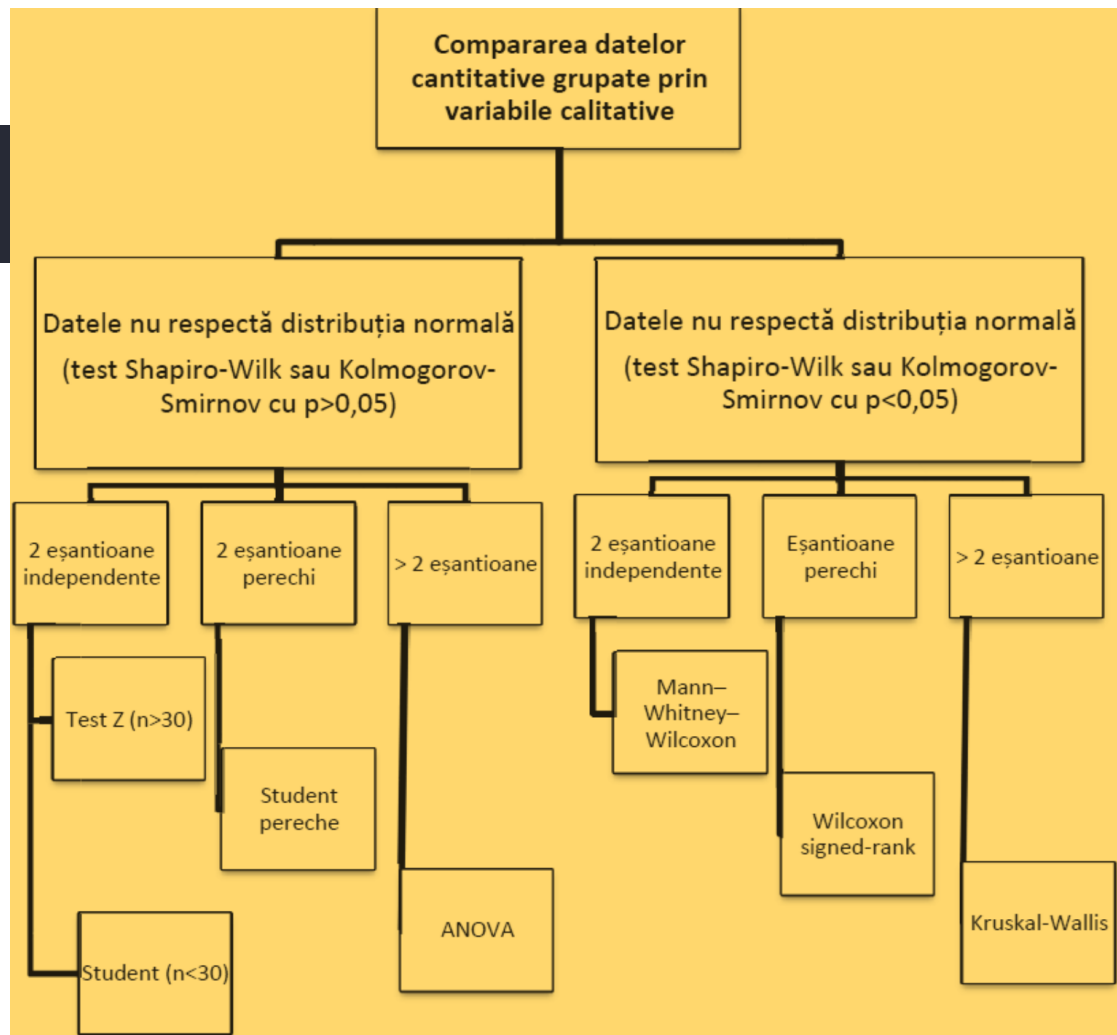 Compararea datelor
cantitative grupate prin
variabile calitative
Datele nu respectă distribuția normală
(test Shapiro-Wilk sau Kolmogorov-
Smirnov cu p>0,05)
Datele nu respectă distribuția normală
(test Shapiro-Wilk sau Kolmogorov-
Smirnov cu p<0,05)
2 eșantioane
independente
2 eșantioane
perechi
> 2 eșantioane
2 eșantioane
independente
Eșantioane
perechi
> 2 eșantioane
Test Z (n>30)
Student
pereche
Student (n<30)
ANOVA
Mann–
Whitney–
Wilcoxon
Wilcoxon
signed-rank
Kruskal-Wallis